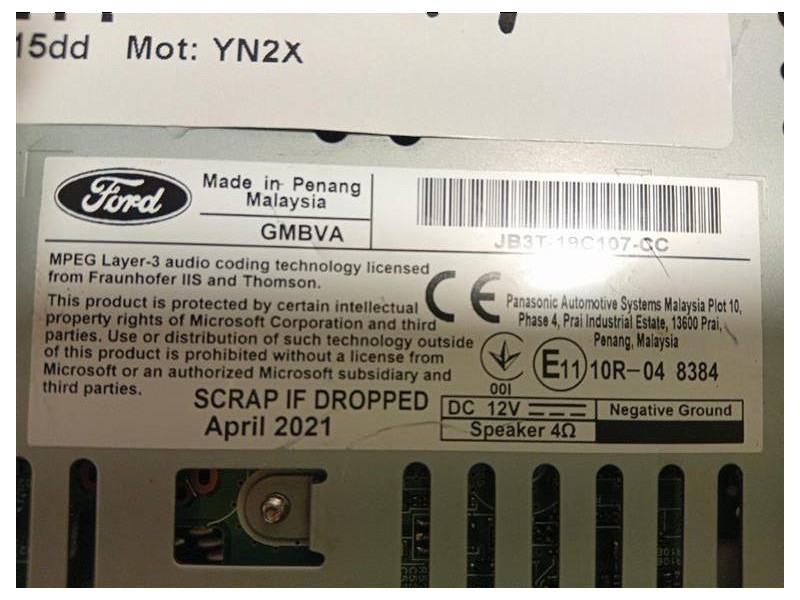 15dd Mot: YN2X
Ford
Made in Penang
Malaysia
GMBVA
JB3T-19C107-CC
MPEG Layer-3 audio coding technology licensed
from Fraunhofer IIS and Thomson.
This product is protected by certain intellectual
property rights of Microsoft Corporation and third
parties. Use or distribution of such technology outside
of this product is prohibited without a license from
Microsoft or an authorized Microsoft subsidiary and
third parties.
CE
Panasonic Automotive Systems Malaysia Plot 10,
Phase 4, Prai Industrial Estate, 13600 Prai,
Penang, Malaysia
001
E11 10R-04 8384
SCRAP IF DROPPED
April 2021
DC 12V
Negative Ground
Speaker 4Ω